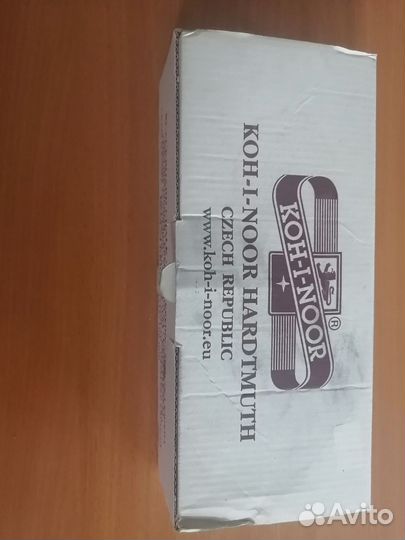 KOH-I-NOOR
®
KOH-I-NOOR HARDTMUTH
CZECH REPUBLIC
www.koh-i-noor.eu
Avito